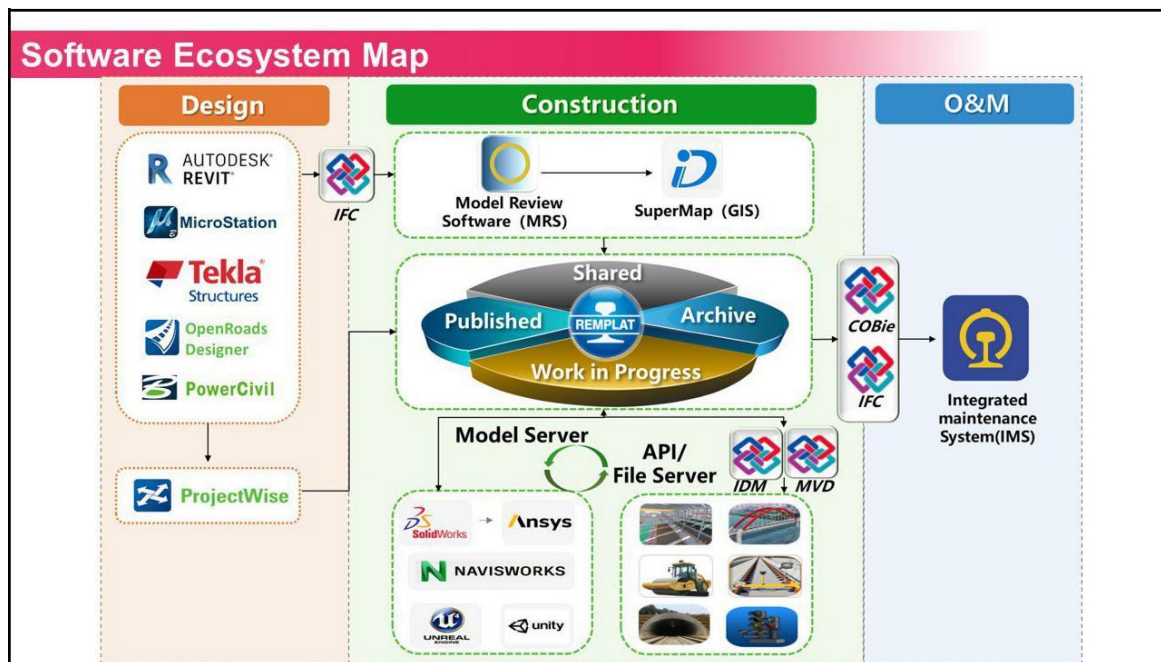 Software Ecosystem Map
Design
AUTODESK®
REVIT®
MicroStation
Tekla®
Structures
OpenRoads
Designer
PowerCivil
ProjectWise
IFC
Construction
Model Review
Software（MRS）
SuperMap（GIS）
Shared
Published
REMPLAT
Archive
Work in Progress
Model Server
API/
File Server
IDM
MVD
SOLIDWORKS
Ansys
NAVISWORKS
UNREAL
ENGINE
unity
O&M
COBie
IFC
Integrated
maintenance
System(IMS)